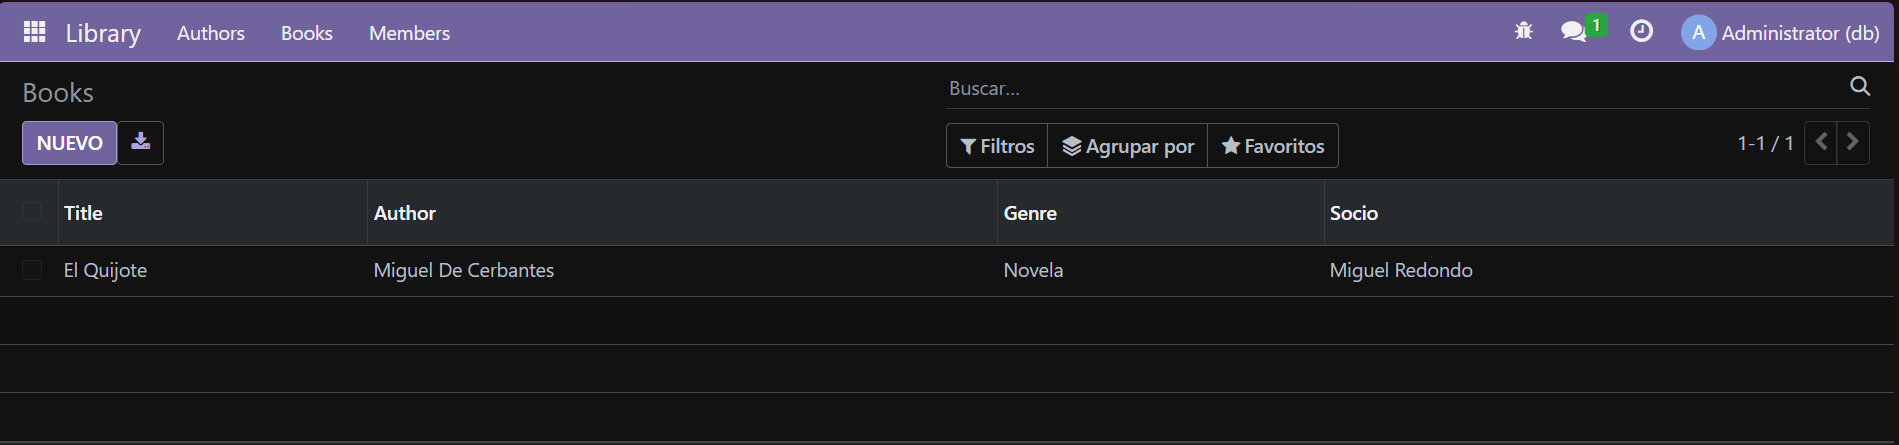 Library Authors Books Members 1 A Administrator (db)
Books Buscar...
NUEVO Filtros Agrupar por Favoritos 1-1 / 1
Title Author Genre Socio
El Quijote Miguel De Cerbantes Novela Miguel Redondo